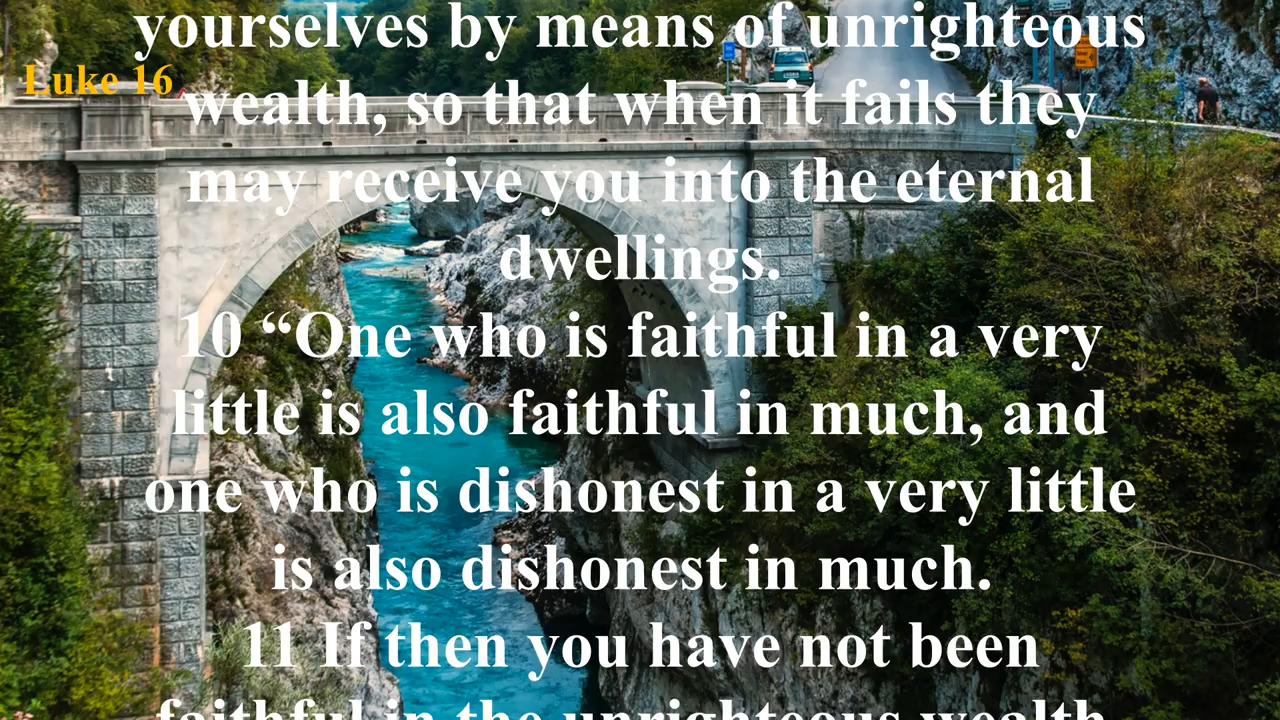 yourselves by means of unrighteous
Luke 16
wealth, so that when it fails they
may receive you into the eternal
dwellings.
10 “One who is faithful in a very
little is also faithful in much, and
one who is dishonest in a very little
is also dishonest in much.
11 If then you have not been
faithful in the unrighteous wealth,